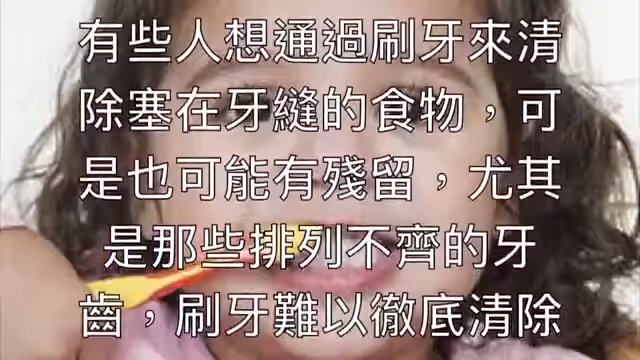 有些人想通過刷牙來清
除塞在牙縫的食物，可
是也可能有殘留，尤其
是那些排列不齊的牙
齒，刷牙難以徹底清除